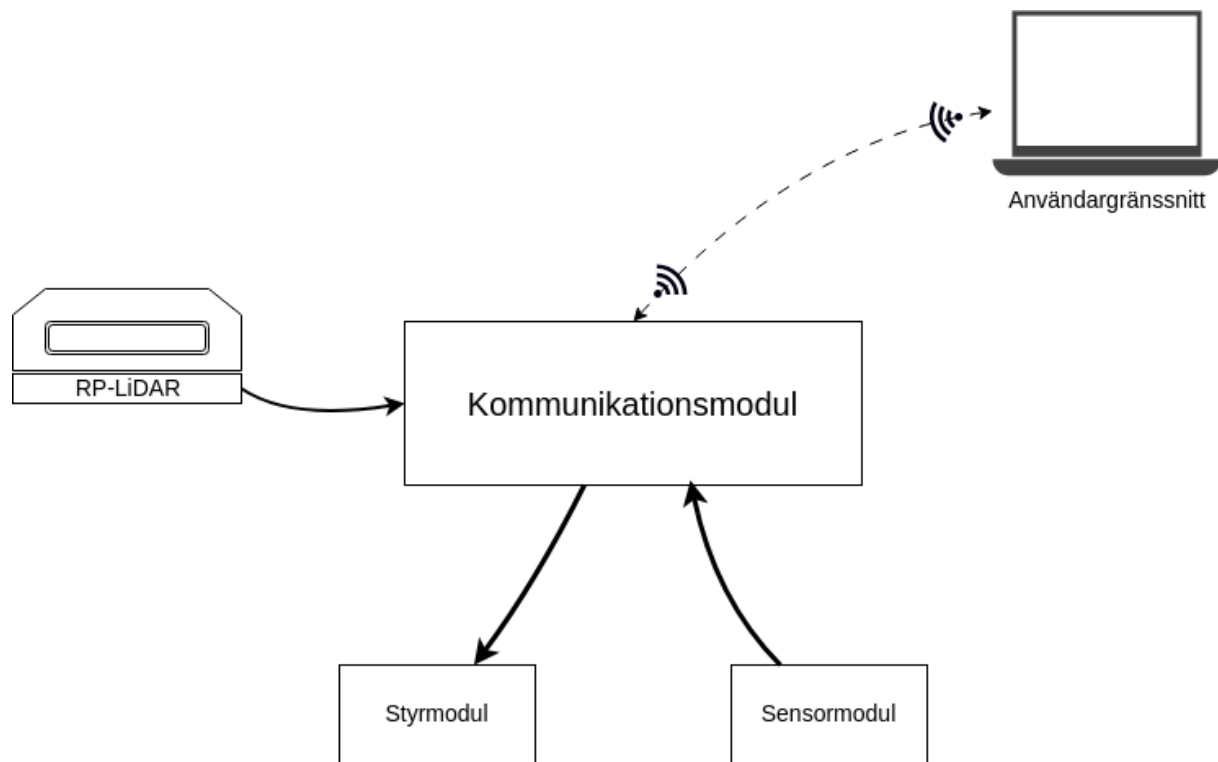 Användargränssnitt
RP-LiDAR
Kommunikationsmodul
Styrmodul
Sensormodul